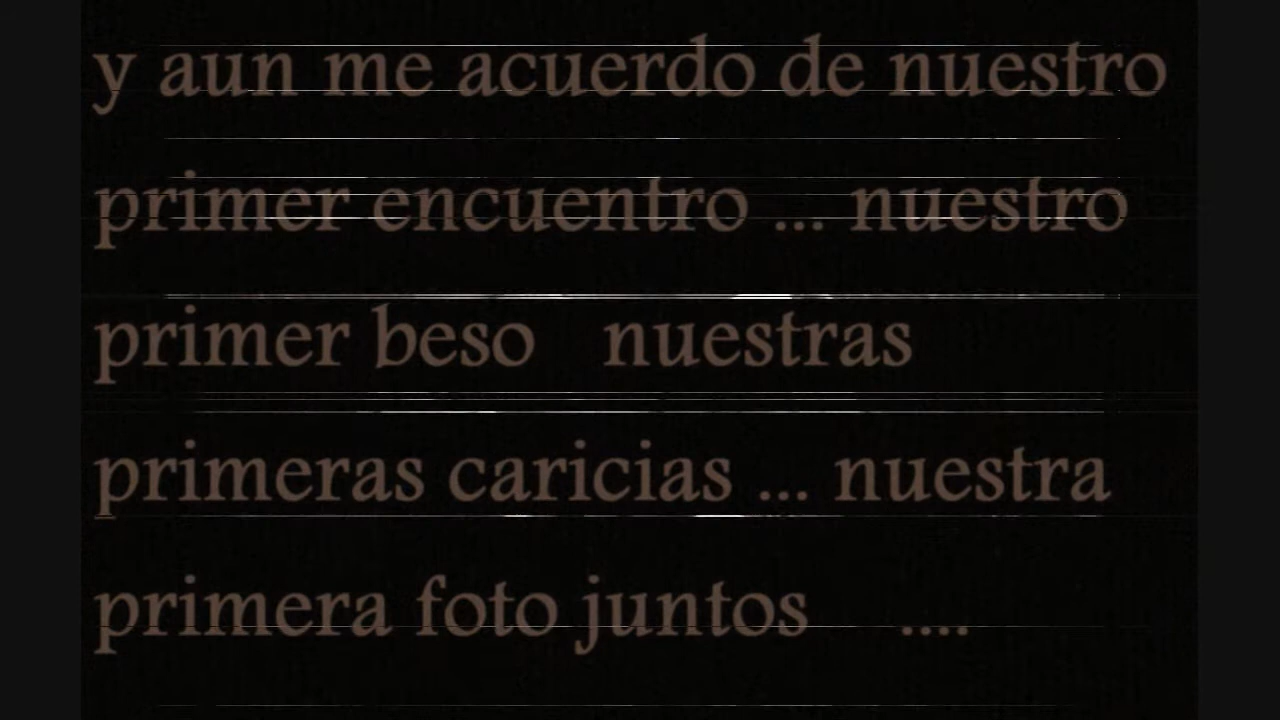 y aun me acuerdo de nuestro
primer encuentro ... nuestro
primer beso nuestras
primeras caricias ... nuestra
primera foto juntos ....